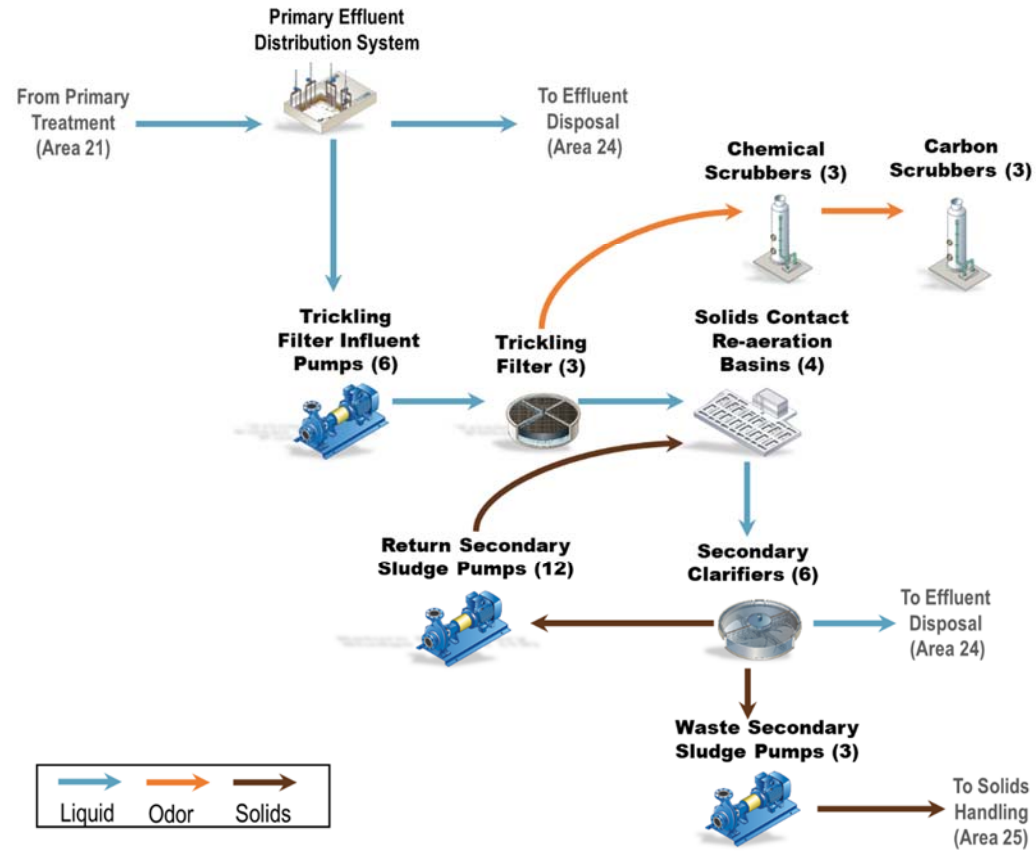 Primary Effluent
Distribution System
From Primary
Treatment
(Area 21)
To Effluent
Disposal
(Area 24)
Chemical
Scrubbers (3)
Carbon
Scrubbers (3)
Trickling
Filter Influent
Pumps (6)
Trickling
Filter (3)
Solids Contact
Re-aeration
Basins (4)
Return Secondary
Sludge Pumps (12)
Secondary
Clarifiers (6)
To Effluent
Disposal
(Area 24)
Waste Secondary
Sludge Pumps (3)
To Solids
Handling
(Area 25)
Liquid
Odor
Solids